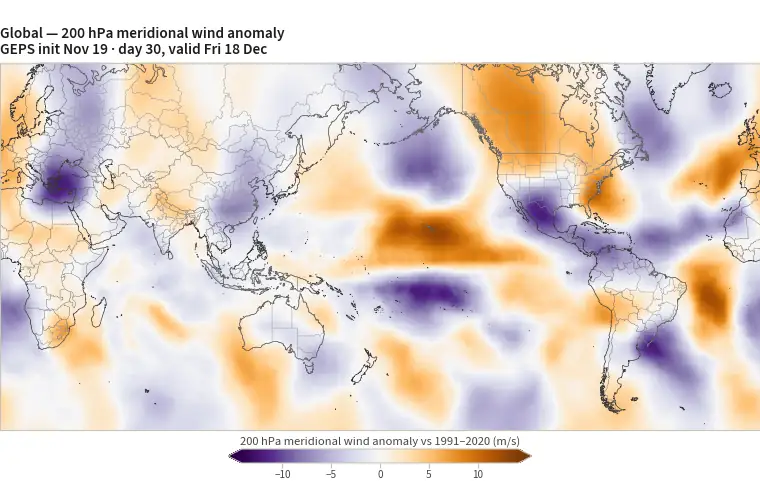 Global — 200 hPa meridional wind anomaly
GEPS init Nov 19 · day 30, valid Fri 18 Dec
200 hPa meridional wind anomaly vs 1991–2020 (m/s)
−10 −5 0 5 10